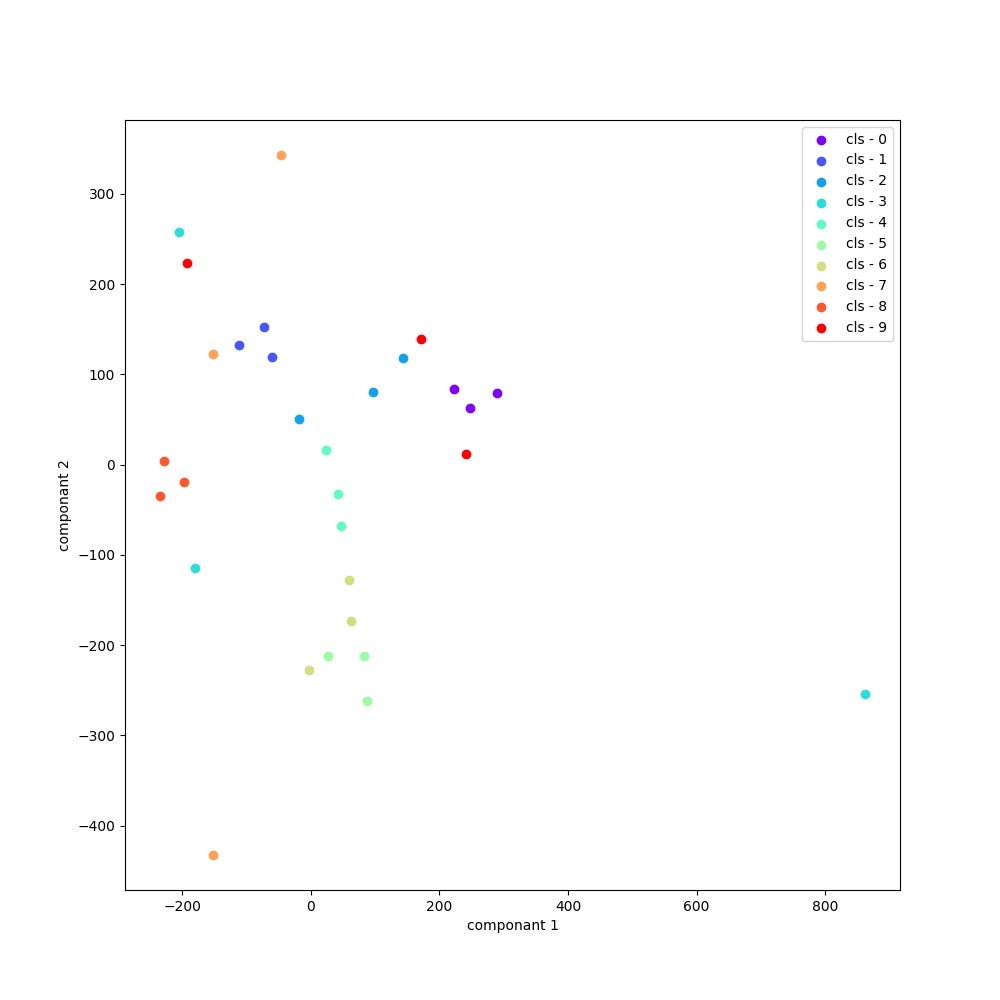 cls - 0
cls - 1
cls - 2
cls - 3
cls - 4
cls - 5
cls - 6
cls - 7
cls - 8
cls - 9
300
200
100
0
−100
−200
−300
−400
componant 2
−200 0 200 400 600 800
componant 1